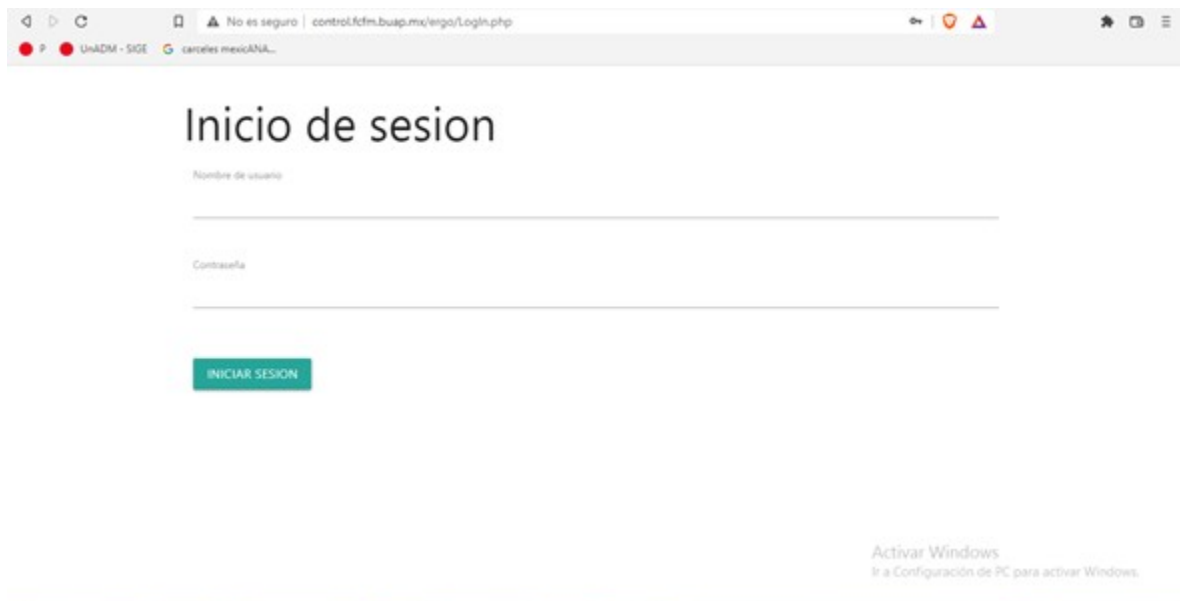 No es seguro | control.fcfm.buap.mx/ergo/LogIn.php
P UnADM - SIGE G carceles mexicANA...
Inicio de sesion
Nombre de usuario
Contraseña
INICIAR SESION
Activar Windows
Ir a Configuración de PC para activar Windows.